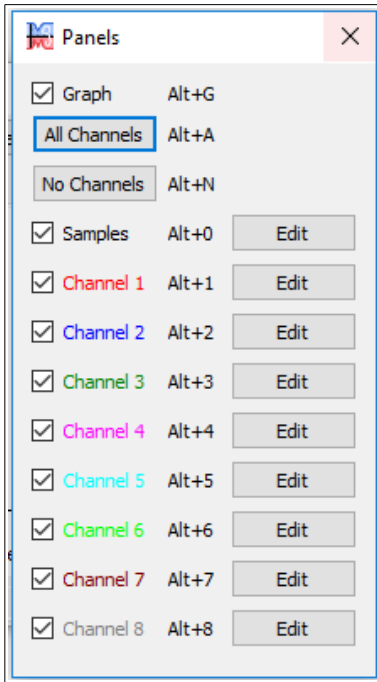 Panels
Graph Alt+G
All Channels Alt+A
No Channels Alt+N
Samples Alt+0 Edit
Channel 1 Alt+1 Edit
Channel 2 Alt+2 Edit
Channel 3 Alt+3 Edit
Channel 4 Alt+4 Edit
Channel 5 Alt+5 Edit
Channel 6 Alt+6 Edit
Channel 7 Alt+7 Edit
Channel 8 Alt+8 Edit